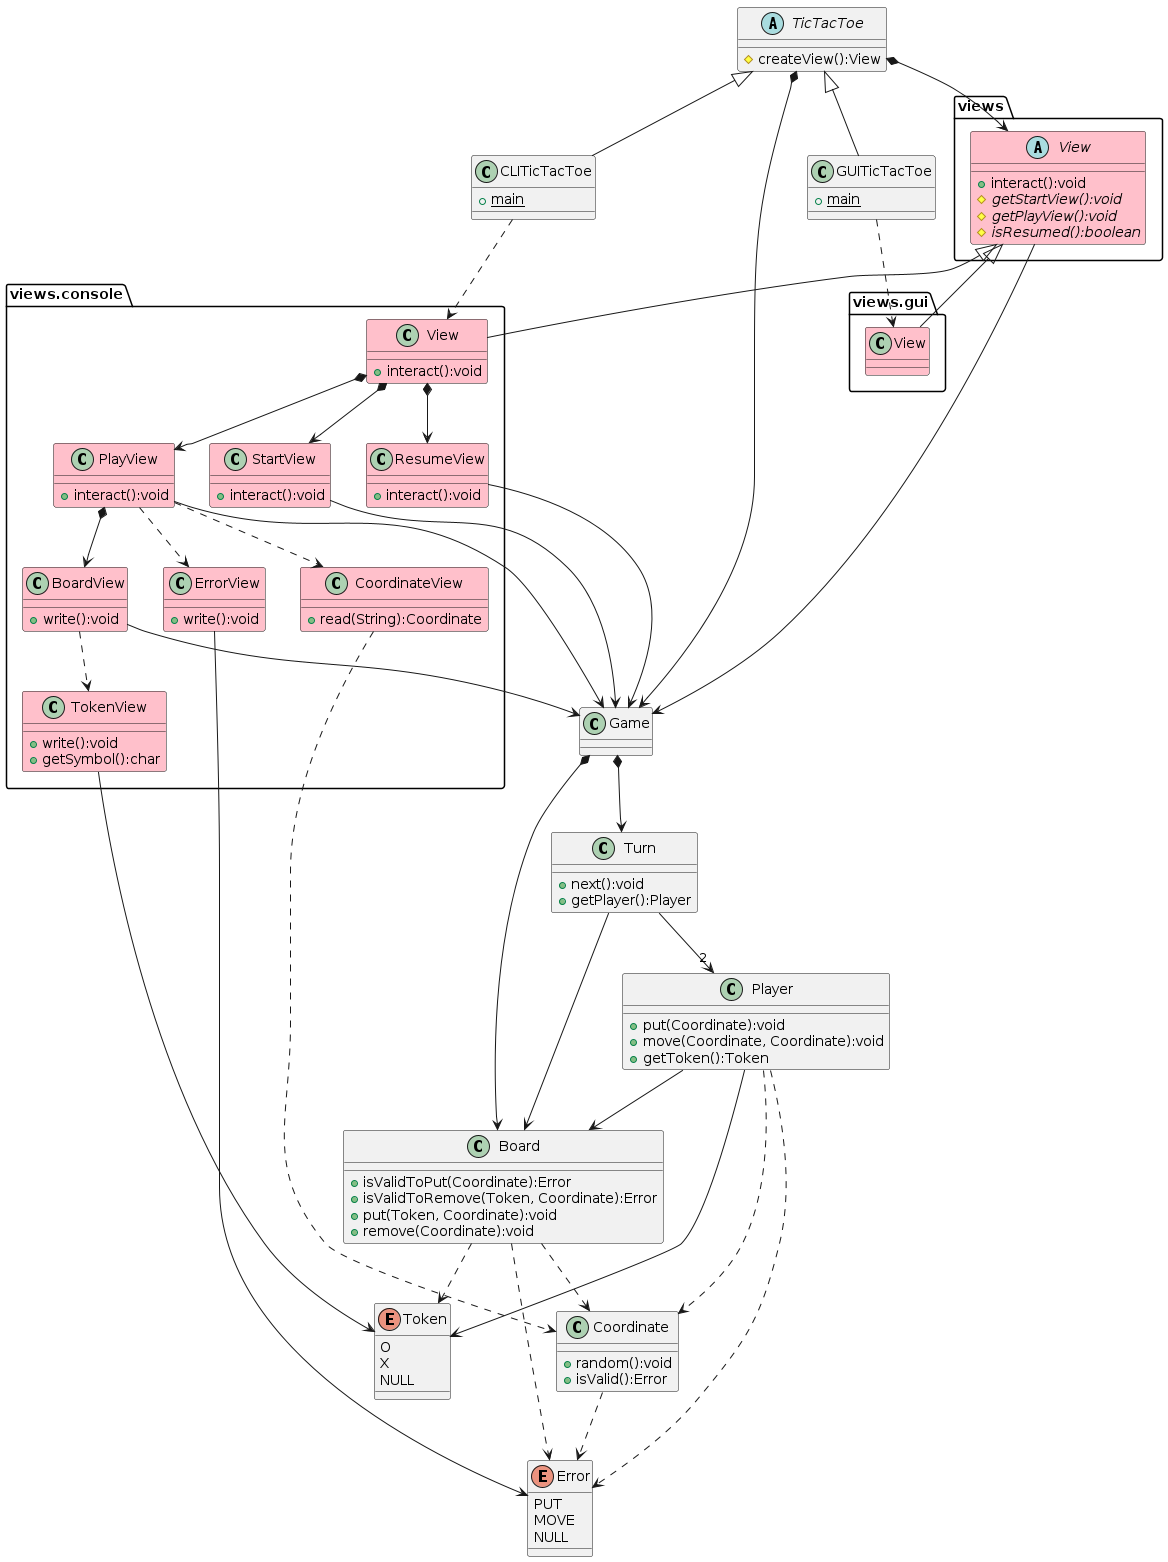 A TicTacToe
createView():View
views
A View
interact():void
getStartView():void
getPlayView():void
isResumed():boolean
C CLITicTacToe
main
C GUITicTacToe
main
views.console
views.gui
C View
interact():void
C View
C PlayView
interact():void
C StartView
interact():void
C ResumeView
interact():void
C BoardView
write():void
C ErrorView
write():void
C CoordinateView
read(String):Coordinate
C TokenView
write():void
getSymbol():char
C Game
C Turn
next():void
getPlayer():Player
2
C Player
put(Coordinate):void
move(Coordinate, Coordinate):void
getToken():Token
C Board
isValidToPut(Coordinate):Error
isValidToRemove(Token, Coordinate):Error
put(Token, Coordinate):void
remove(Coordinate):void
E Token
O
X
NULL
C Coordinate
random():void
isValid():Error
E Error
PUT
MOVE
NULL